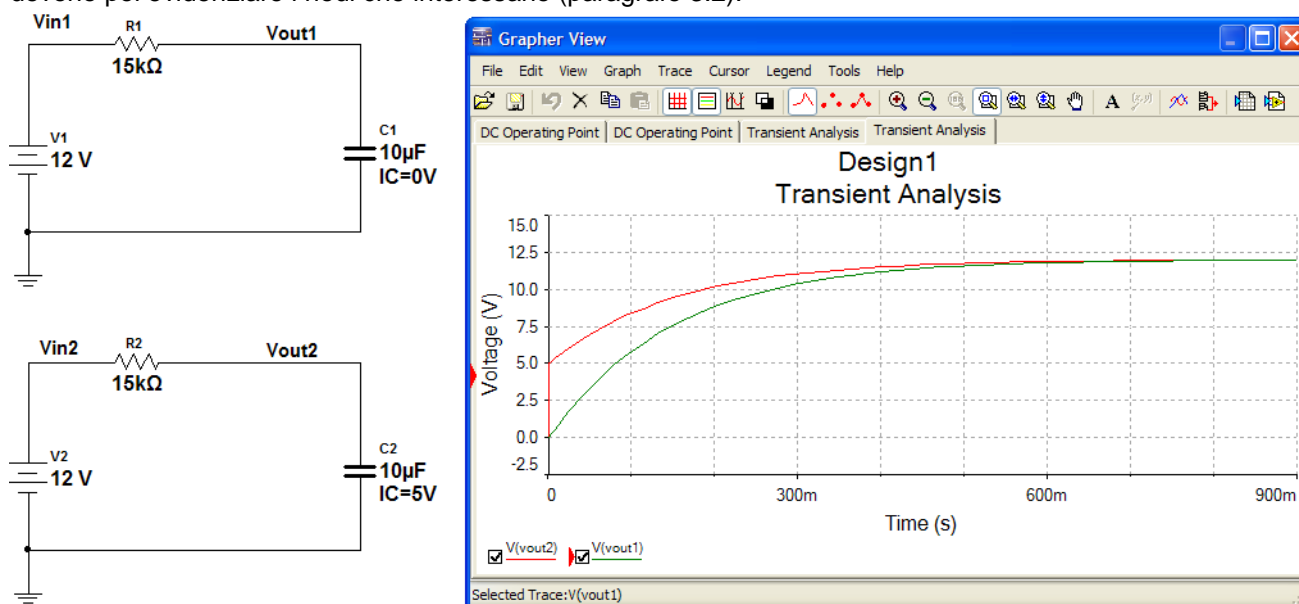 Vin1
R1
Vout1
15kΩ
V1
12 V
C1
10µF
IC=0V
Vin2
R2
Vout2
15kΩ
V2
12 V
C2
10µF
IC=5V
Grapher View
File Edit View Graph Trace Cursor Legend Tools Help
DC Operating Point DC Operating Point Transient Analysis Transient Analysis
Design1
Transient Analysis
Voltage (V)
15.0
12.5
10.0
7.5
5.0
2.5
0.0
-2.5
0 300m 600m 900m
Time (s)
V(vout2) V(vout1)
Selected Trace:V(vout1)